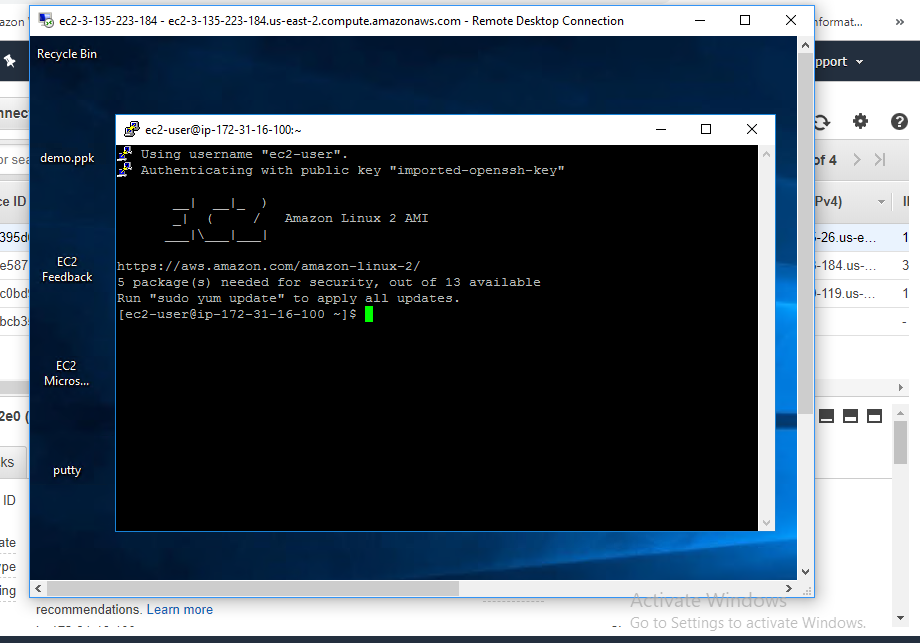 ec2-3-135-223-184 - ec2-3-135-223-184.us-east-2.compute.amazonaws.com - Remote Desktop Connection
Recycle Bin
demo.ppk
EC2
Feedback
EC2
Micros...
putty
ec2-user@ip-172-31-16-100:~
Using username "ec2-user".
Authenticating with public key "imported-openssh-key"
__|  __|_  )
_|  (     /   Amazon Linux 2 AMI
___|\___|___|
https://aws.amazon.com/amazon-linux-2/
5 package(s) needed for security, out of 13 available
Run "sudo yum update" to apply all updates.
[ec2-user@ip-172-31-16-100 ~]$
azon
format...
»
pport
nnec
or sea
of 4
ce ID
Pv4)
395d
-26.us-e...
1
e587
-184.us-...
3
c0bd
-119.us-...
1
bcb3
-
2e0 (
ks
ID
ate
ype
ing
recommendations. Learn more
Activate Windows
Go to Settings to activate Windows.